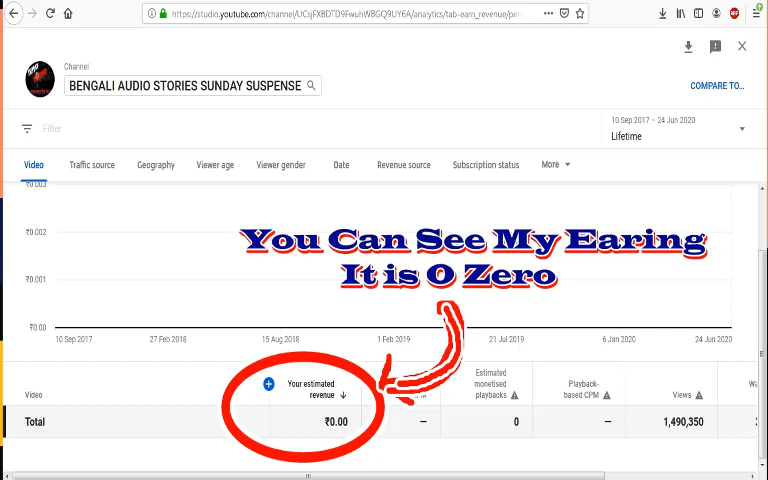 https://studio.youtube.com/channel/UCsjFXBDTD9FwuhW8GQ9UY6A/analytics/tab-earn_revenue/per
Channel
BENGALI AUDIO STORIES SUNDAY SUSPENSE
COMPARE TO...
Filter
10 Sep 2017 – 24 Jun 2020
Lifetime
Video Traffic source Geography Viewer age Viewer gender Date Revenue source Subscription status More
₹0.003
₹0.002
₹0.001
₹0.00
You Can See My Earing
It is 0 Zero
10 Sep 2017 27 Feb 2018 15 Aug 2018 1 Feb 2019 21 Jul 2019 6 Jan 2020 24 Jun 2020
Video
Your estimated
revenue
Estimated
monetised
playbacks
Playback-
based CPM
Views
Wa
Total ₹0.00 — 0 — 1,490,350